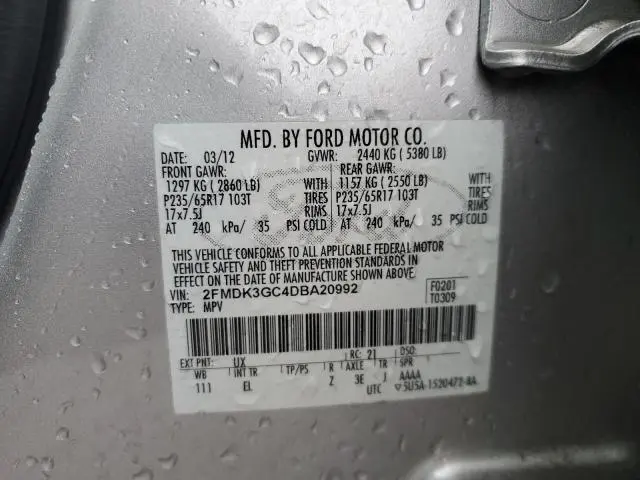 MFD. BY FORD MOTOR CO.
DATE: 03/12 GVWR: 2440 KG ( 5380 LB)
FRONT GAWR: REAR GAWR:
1297 KG ( 2860 LB) WITH 1157 KG ( 2550 LB) WITH
P235/65R17 103T TIRES P235/65R17 103T TIRES
17x7.5J RIMS 17x7.5J RIMS
AT 240 kPa/ 35 PSI COLD AT 240 kPa/ 35 PSI COLD
THIS VEHICLE CONFORMS TO ALL APPLICABLE FEDERAL MOTOR
VEHICLE SAFETY AND THEFT PREVENTION STANDARDS IN
EFFECT ON THE DATE OF MANUFACTURE SHOWN ABOVE.
VIN: 2FMDK3GC4DBA20992 F0201
TYPE: MPV T0309
EXT PNT: UX RC: 21 DSO:
WB INT TR TP/PS R AXLE TR SPR
111 EL Z 3E J AAAA
UTC ▽5U5A-1520472-BA